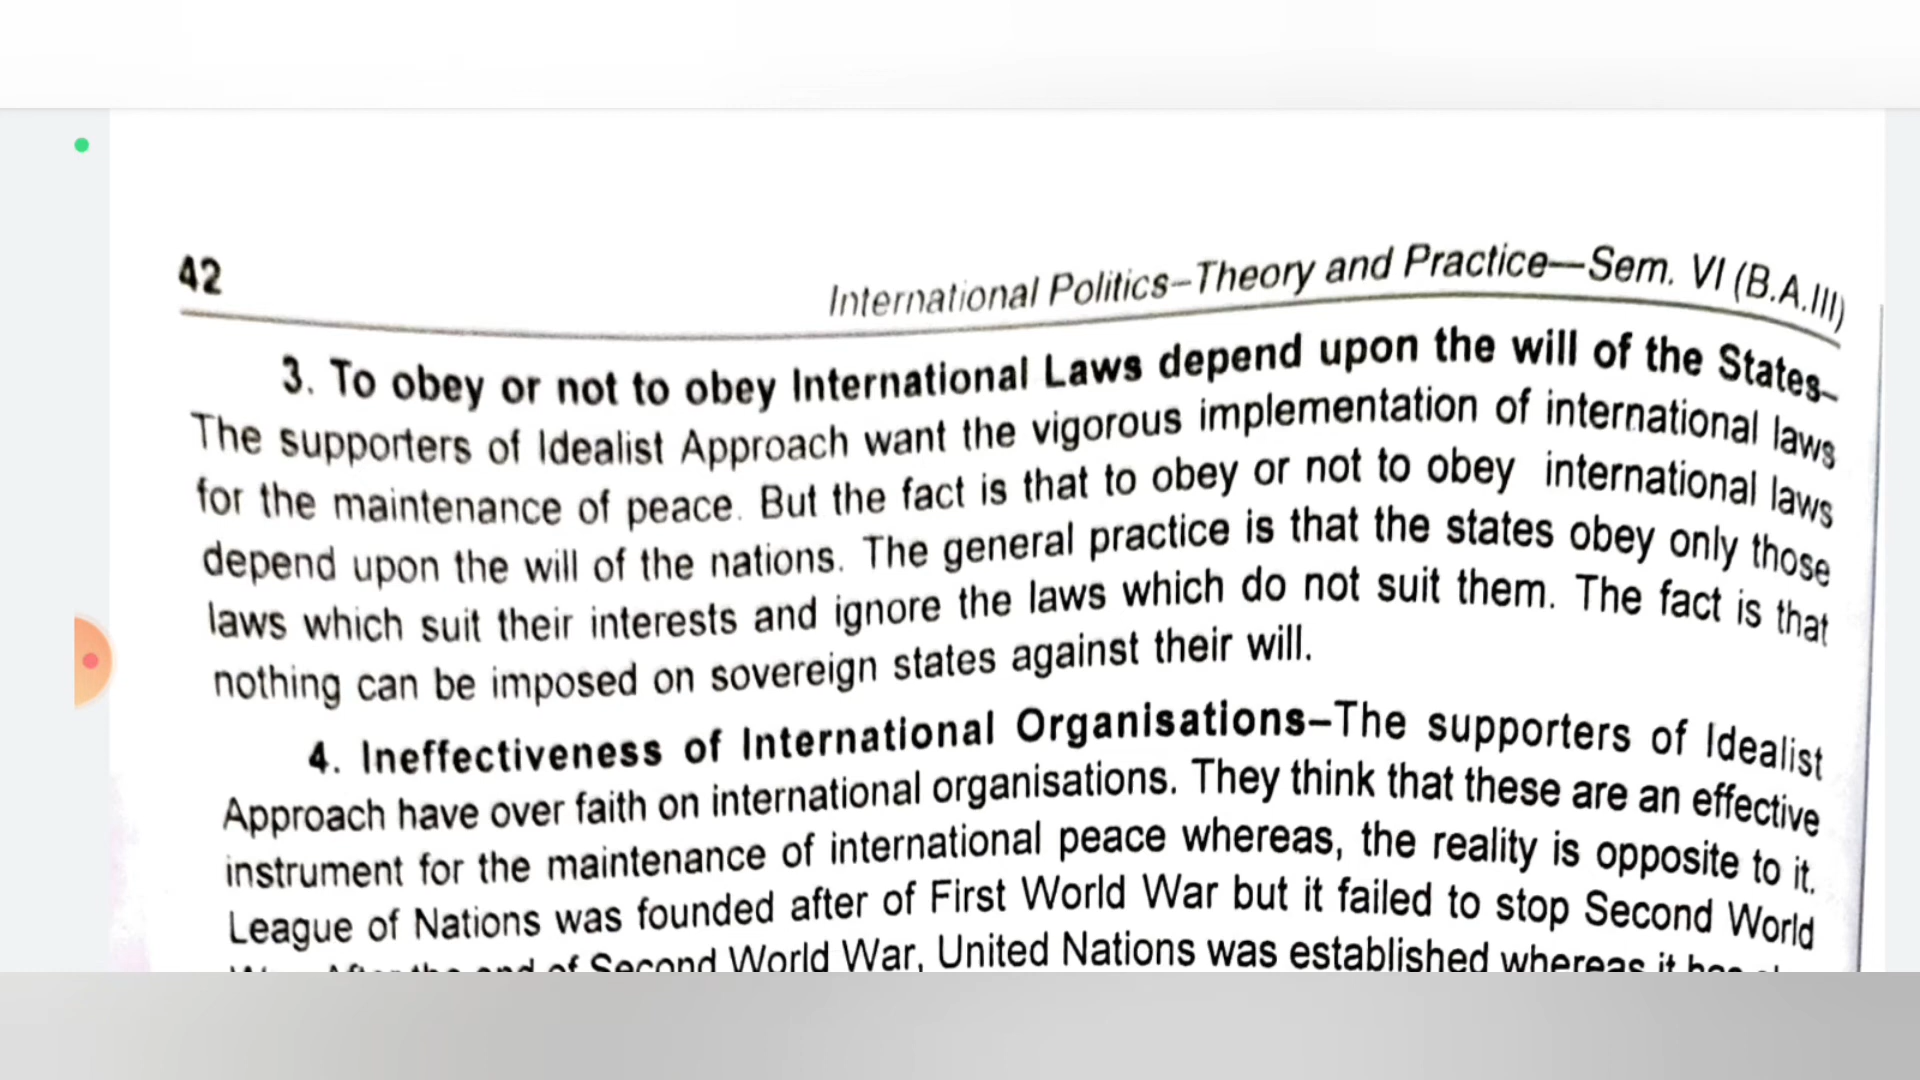 42
International Politics–Theory and Practice—Sem. VI (B.A.III)
3. To obey or not to obey International Laws depend upon the will of the States–
The supporters of Idealist Approach want the vigorous implementation of international laws
for the maintenance of peace. But the fact is that to obey or not to obey international laws
depend upon the will of the nations. The general practice is that the states obey only those
laws which suit their interests and ignore the laws which do not suit them. The fact is that
nothing can be imposed on sovereign states against their will.
4. Ineffectiveness of International Organisations–The supporters of Idealist
Approach have over faith on international organisations. They think that these are an effective
instrument for the maintenance of international peace whereas, the reality is opposite to it.
League of Nations was founded after of First World War but it failed to stop Second World
After the end of Second World War, United Nations was established whereas it